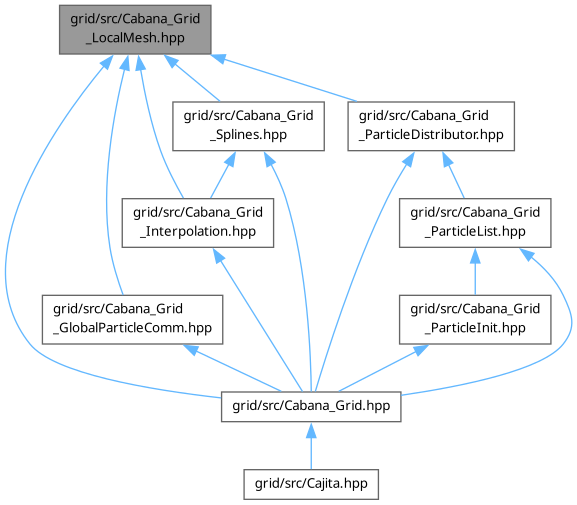 grid/src/Cabana_Grid
_LocalMesh.hpp
grid/src/Cabana_Grid
_Splines.hpp
grid/src/Cabana_Grid
_ParticleDistributor.hpp
grid/src/Cabana_Grid
_Interpolation.hpp
grid/src/Cabana_Grid
_ParticleList.hpp
grid/src/Cabana_Grid
_GlobalParticleComm.hpp
grid/src/Cabana_Grid
_ParticleInit.hpp
grid/src/Cabana_Grid.hpp
grid/src/Cajita.hpp